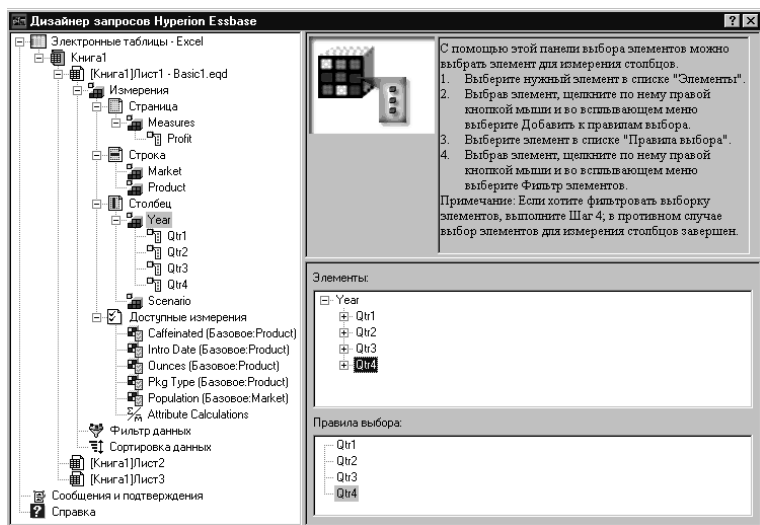 Дизайнер запросов Hyperion Essbase
Электронные таблицы - Excel
Книга1
[Книга1]Лист1 - Basic1.eqd
Измерения
Страница
Measures
Profit
Строка
Market
Product
Столбец
Year
Qtr1
Qtr2
Qtr3
Qtr4
Scenario
Доступные измерения
Caffeinated (Базовое:Product)
Intro Date (Базовое:Product)
Ounces (Базовое:Product)
Pkg Type (Базовое:Product)
Population (Базовое:Market)
Attribute Calculations
Фильтр данных
Сортировка данных
[Книга1]Лист2
[Книга1]Лист3
Сообщения и подтверждения
Справка
С помощью этой панели выбора элементов можно
выбрать элемент для измерения столбцов.
1. Выберите нужный элемент в списке "Элементы".
2. Выбрав элемент, щелкните по нему правой
кнопкой мыши и во всплывающем меню
выберите Добавить к правилам выбора.
3. Выберите элемент в списке "Правила выбора".
4. Выбрав элемент, щелкните по нему правой
кнопкой мыши и во всплывающем меню
выберите Фильтр элементов.
Примечание: Если хотите фильтровать выборку
элементов, выполните Шаг 4; в противном случае
выбор элементов для измерения столбцов завершен.
Элементы:
Year
Qtr1
Qtr2
Qtr3
Qtr4
Правила выбора:
Qtr1
Qtr2
Qtr3
Qtr4